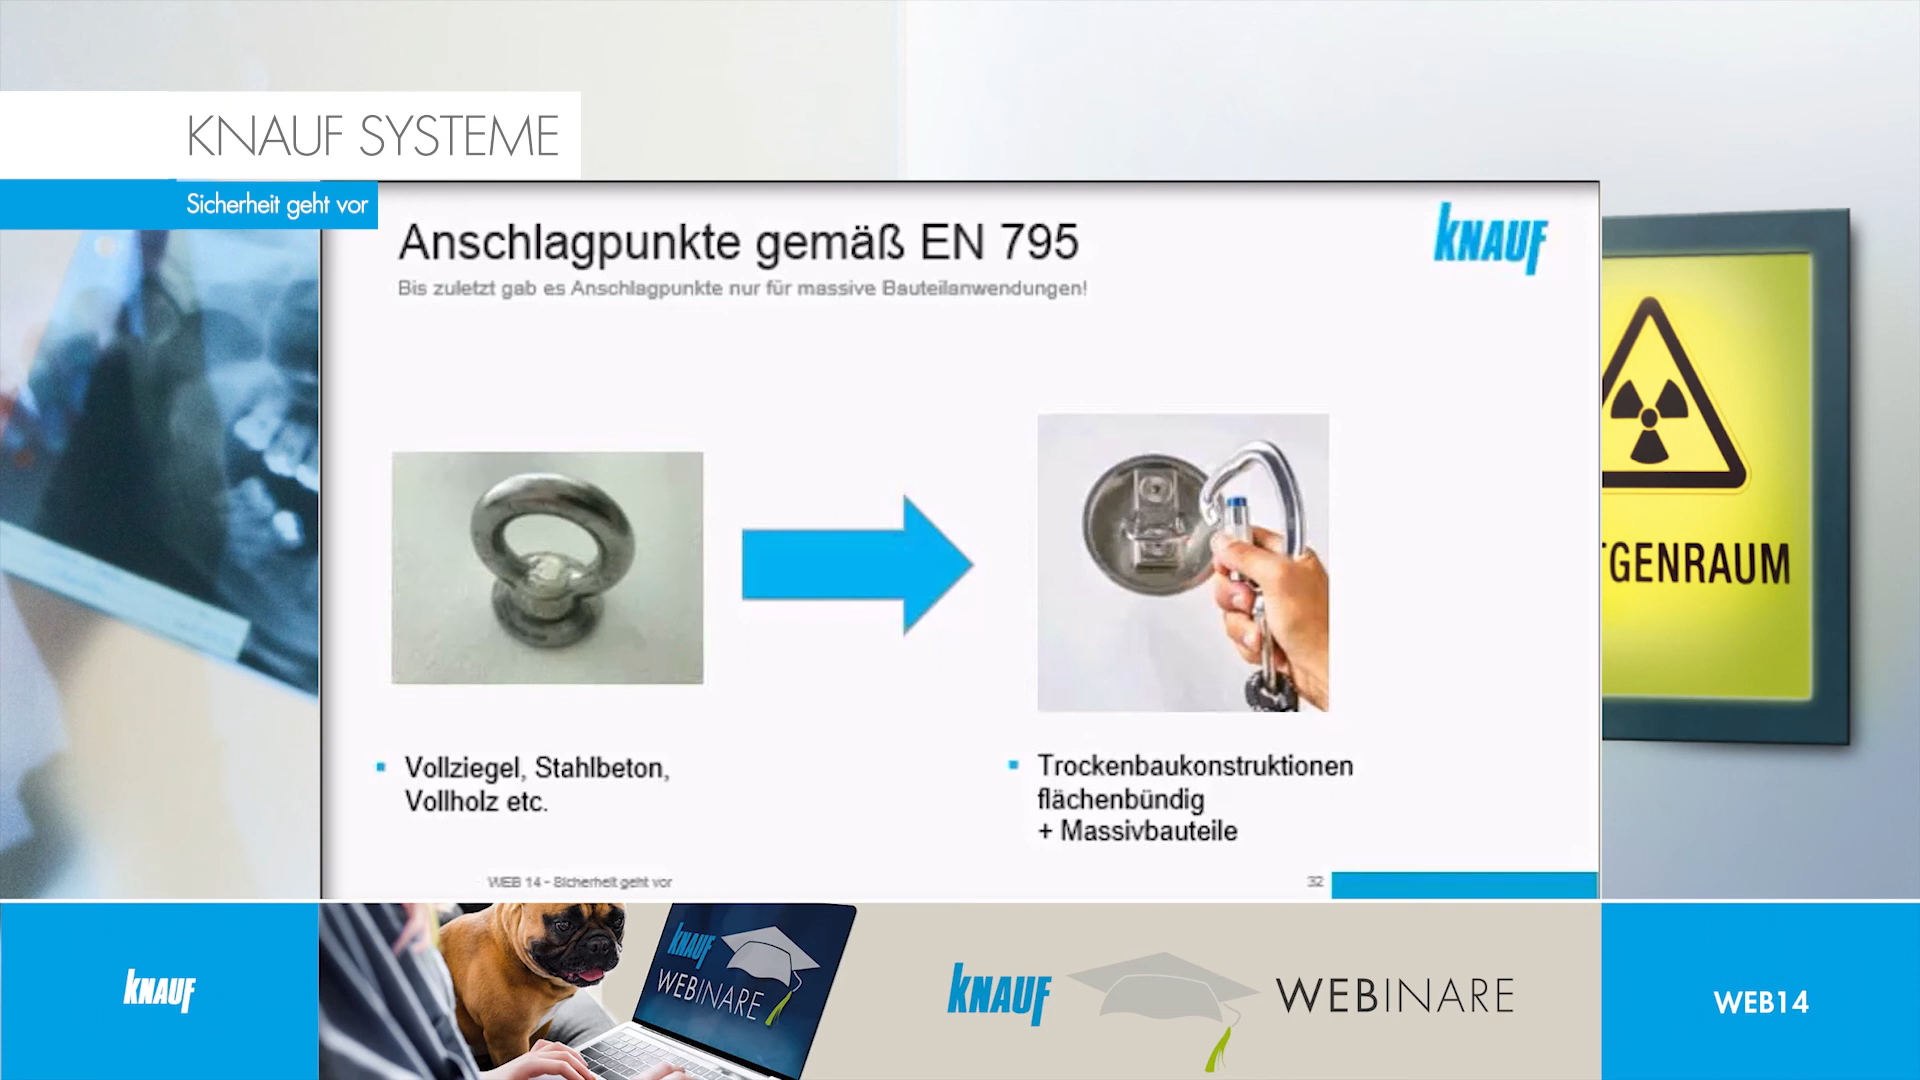 KNAUF SYSTEME
Sicherheit geht vor
Anschlagpunkte gemäß EN 795
KNAUF
Bis zuletzt gab es Anschlagpunkte nur für massive Bauteilanwendungen!
TGENRAUM
Vollziegel, Stahlbeton,
Vollholz etc.
Trockenbaukonstruktionen
flächenbündig
+ Massivbauteile
WEB 14 - Sicherheit geht vor
32
KNAUF
KNAUF
WEBINARE
KNAUF
WEBINARE
WEB14